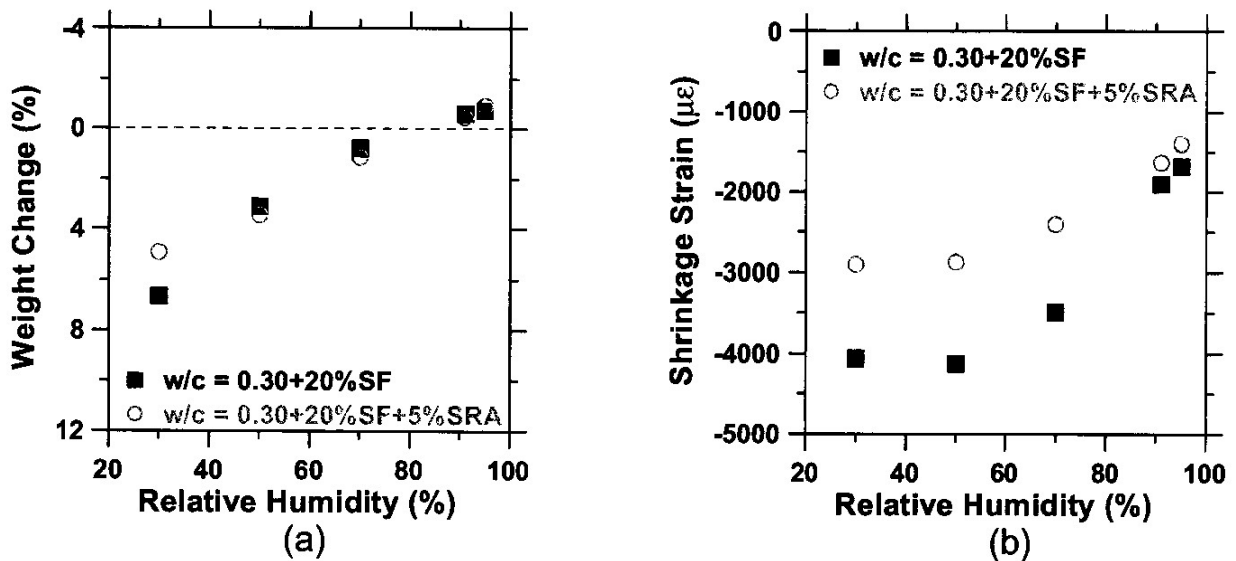 -4
0
4
8
12
Weight Change (%)
w/c = 0.30+20%SF
w/c = 0.30+20%SF+5%SRA
20 40 60 80 100
Relative Humidity (%)
(a)
0
-1000
-2000
-3000
-4000
-5000
Shrinkage Strain (με)
w/c = 0.30+20%SF
w/c = 0.30+20%SF+5%SRA
20 40 60 80 100
Relative Humidity (%)
(b)